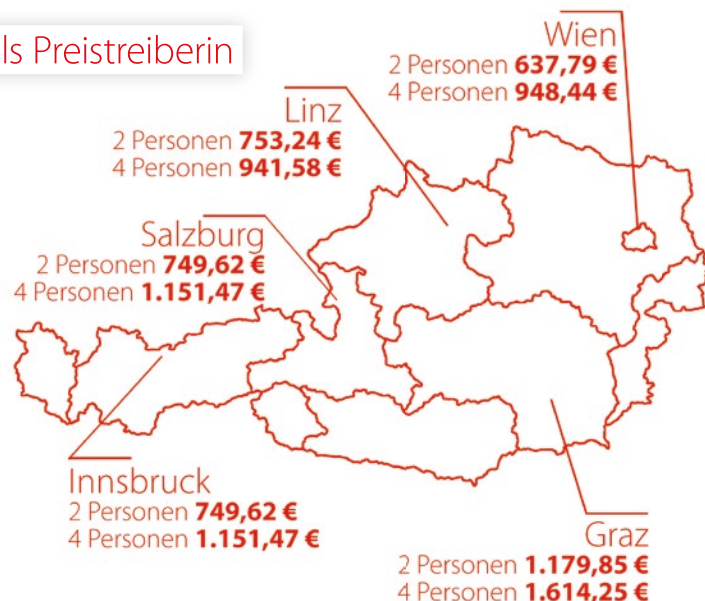 ls Preistreiberin
Wien
2 Personen 637,79 €
4 Personen 948,44 €
Linz
2 Personen 753,24 €
4 Personen 941,58 €
Salzburg
2 Personen 749,62 €
4 Personen 1.151,47 €
Innsbruck
2 Personen 749,62 €
4 Personen 1.151,47 €
Graz
2 Personen 1.179,85 €
4 Personen 1.614,25 €